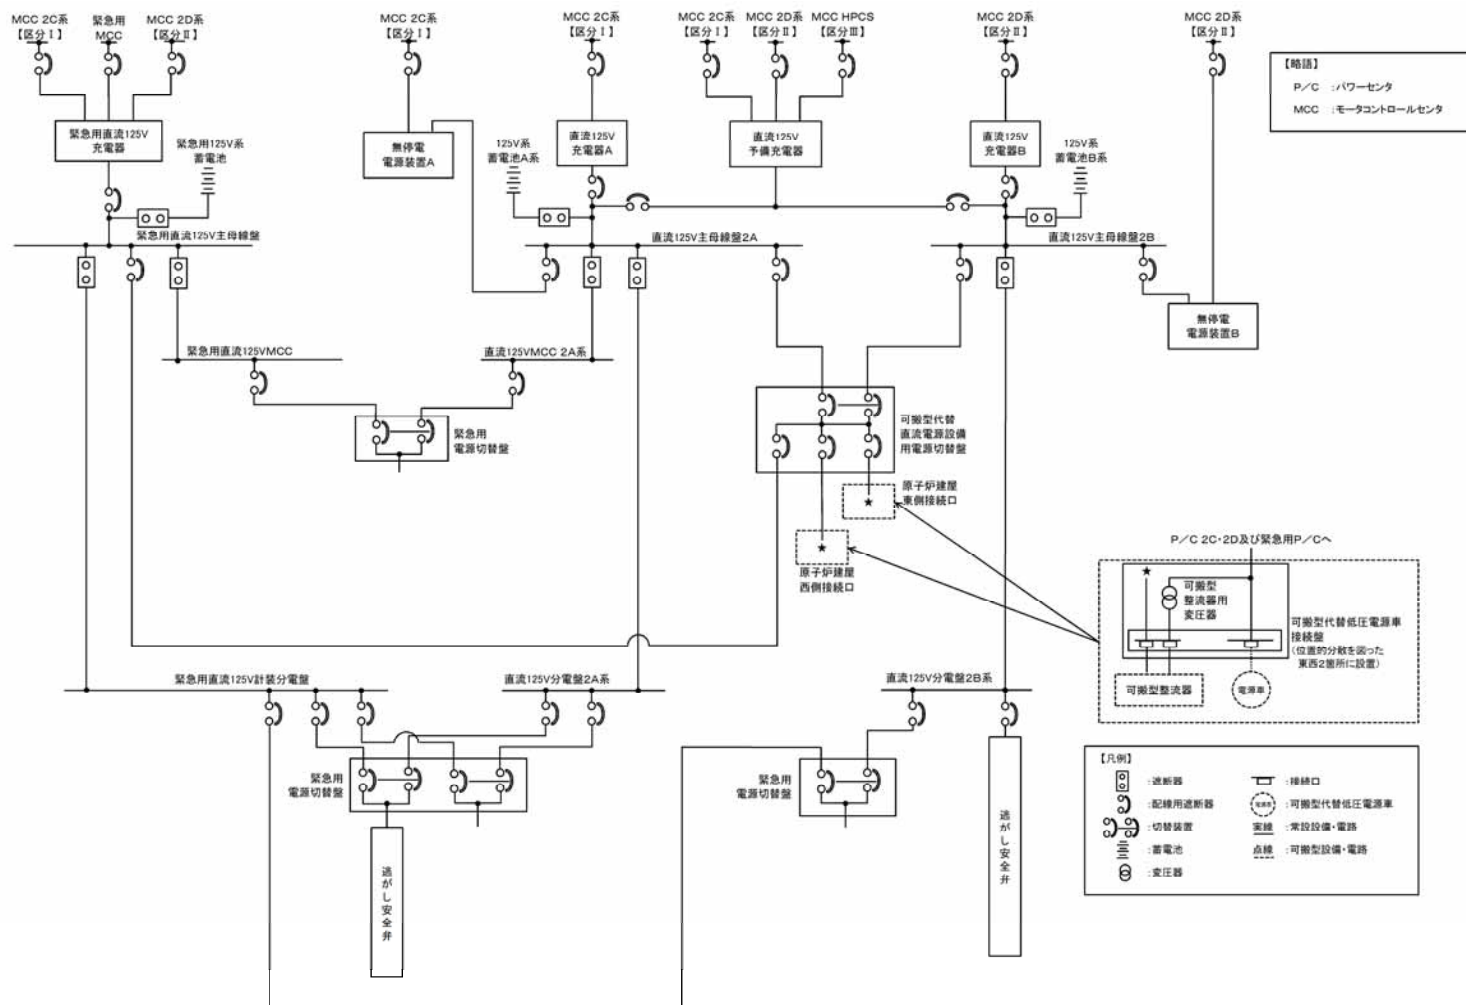 MCC 2C系
【区分Ⅰ】
緊急用
MCC
MCC 2D系
【区分Ⅱ】
MCC 2C系
【区分Ⅰ】
MCC 2C系
【区分Ⅰ】
MCC 2C系
【区分Ⅰ】
MCC 2D系
【区分Ⅱ】
MCC HPCS
【区分Ⅲ】
MCC 2D系
【区分Ⅱ】
MCC 2D系
【区分Ⅱ】
【略語】
P/C :パワーセンタ
MCC :モータコントロールセンタ
緊急用直流125V
充電器
緊急用125V系
蓄電池
無停電
電源装置A
125V系
蓄電池A系
直流125V
充電器A
直流125V
予備充電器
直流125V
充電器B
125V系
蓄電池B系
緊急用直流125V主母線盤
直流125V主母線盤2A
直流125V主母線盤2B
無停電
電源装置B
緊急用直流125VMCC
直流125VMCC 2A系
緊急用
電源切替盤
可搬型代替
直流電源設備
用電源切替盤
原子炉建屋
東側接続口
★
★
原子炉建屋
西側接続口
P/C 2C・2D及び緊急用P/Cへ
★
可搬型
整流器用
変圧器
可搬型代替低圧電源車
接続盤
(位置的分散を図った
東西2箇所に設置)
可搬型整流器
電源車
緊急用直流125V計装分電盤
直流125V分電盤2A系
直流125V分電盤2B系
緊急用
電源切替盤
緊急用
電源切替盤
逃がし安全弁
逃がし安全弁
【凡例】
:遮断器
:配線用遮断器
:切替装置
:蓄電池
:変圧器
:接続口
電源車 :可搬型代替低圧電源車
実線 :常設設備・電路
点線 :可搬型設備・電路